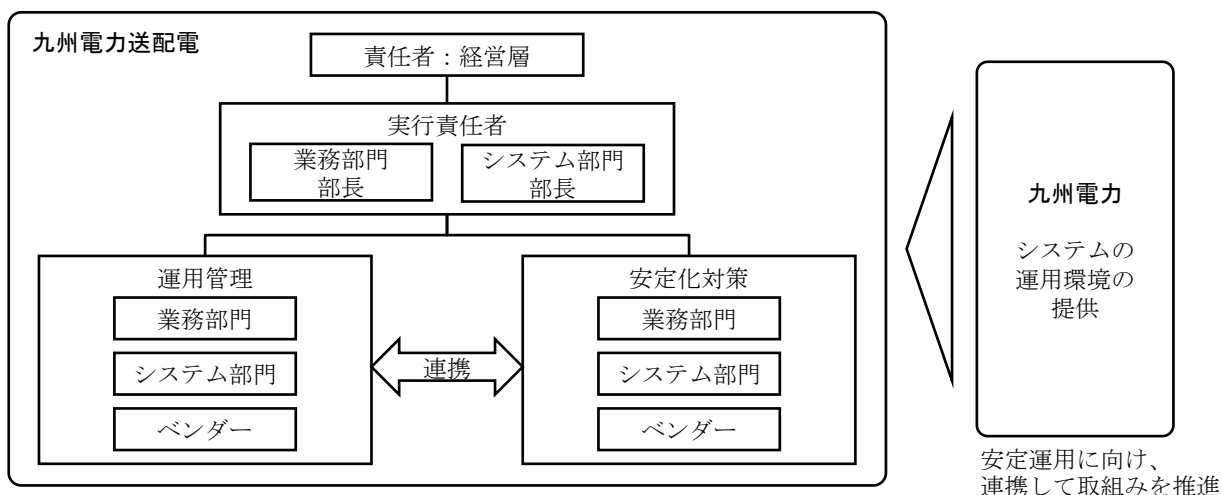 九州電力送配電
責任者：経営層
実行責任者
業務部門
部長
システム部門
部長
運用管理
業務部門
システム部門
ベンダー
連携
安定化対策
業務部門
システム部門
ベンダー
九州電力
システムの
運用環境の
提供
安定運用に向け、
連携して取組みを推進